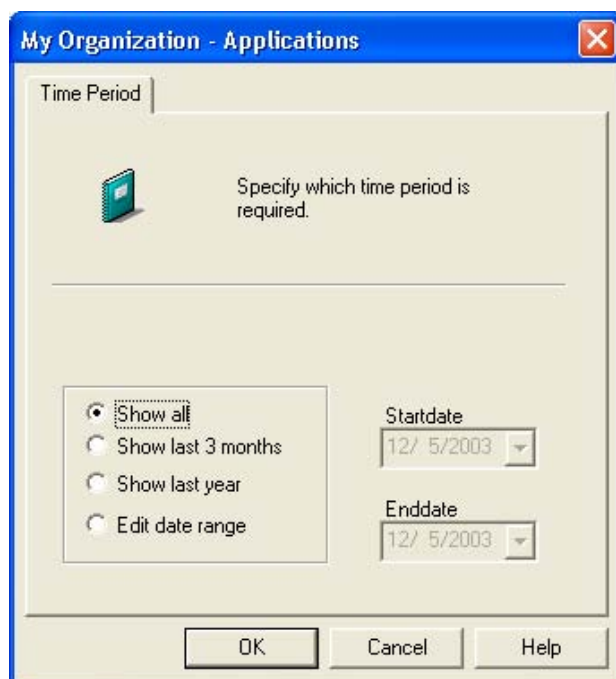 My Organization - Applications
Time Period
Specify which time period is
required.
Show all
Show last 3 months
Show last year
Edit date range
Startdate
12/ 5/2003
Enddate
12/ 5/2003
OK
Cancel
Help